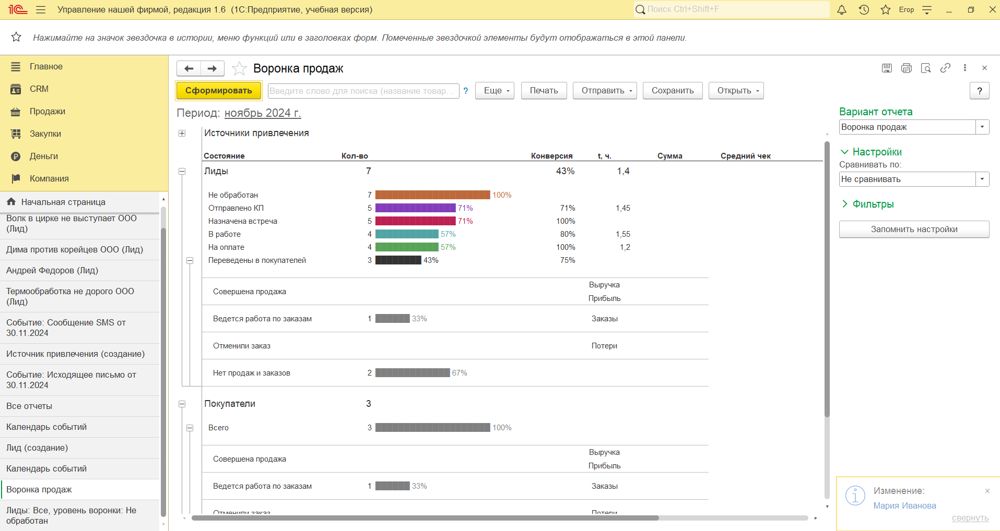 1С Управление нашей фирмой, редакция 1.6 (1С:Предприятие, учебная версия)
Поиск Ctrl+Shift+F
Егор
Нажимайте на значок звездочка в истории, меню функций или в заголовках форм. Помеченные звездочкой элементы будут отображаться в этой панели.
Главное
CRM
Продажи
Закупки
Деньги
Компания
Начальная страница
Волк в цирке не выступает ООО
(Лид)
Дима против корейцев ООО (Лид)
Андрей Федоров (Лид)
Термообработка не дорого ООО
(Лид)
Событие: Сообщение SMS от
30.11.2024
Источник привлечения (создание)
Событие: Исходящее письмо от
30.11.2024
Все отчеты
Календарь событий
Лид (создание)
Календарь событий
Воронка продаж
Лиды: Все, уровень воронки: Не
обработан
Воронка продаж
Сформировать
Введите слово для поиска (название товар...
?
Еще
Печать
Отправить
Сохранить
Открыть
?
Период: ноябрь 2024 г.
Источники привлечения
Состояние Кол-во Конверсия t, ч. Сумма Средний чек
Лиды 7 43% 1,4
Не обработан 7 100%
Отправлено КП 5 71% 71% 1,45
Назначена встреча 5 71% 100%
В работе 4 57% 80% 1,55
На оплате 4 57% 100% 1,2
Переведены в покупателей 3 43% 75%
Совершена продажа
Выручка
Прибыль
Ведется работа по заказам 1 33% Заказы
Отменили заказ Потери
Нет продаж и заказов 2 67%
Покупатели 3
Всего 3 100%
Совершена продажа
Выручка
Прибыль
Ведется работа по заказам 1 33% Заказы
Отменили заказ Потери
Вариант отчета
Воронка продаж
Настройки
Сравнивать по:
Не сравнивать
Фильтры
Запомнить настройки
Изменение:
Мария Иванова
свернуть